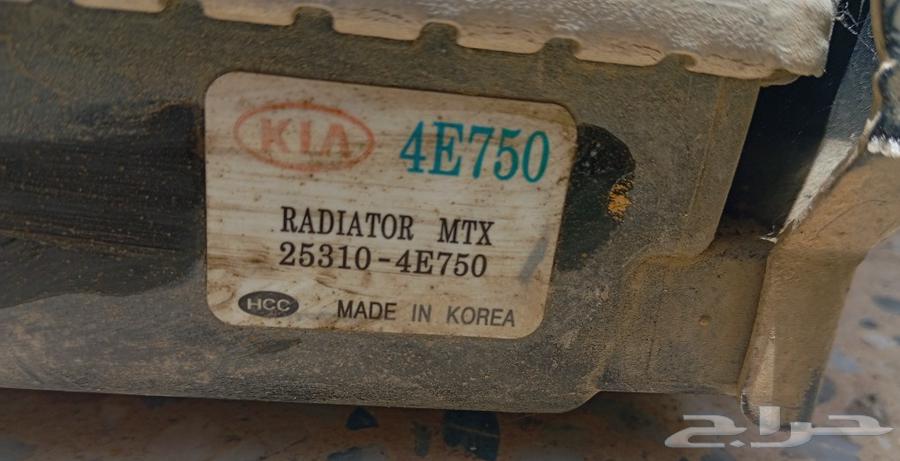 KIA 4E750
RADIATOR MTX
25310-4E750
HCC MADE IN KOREA
حراج